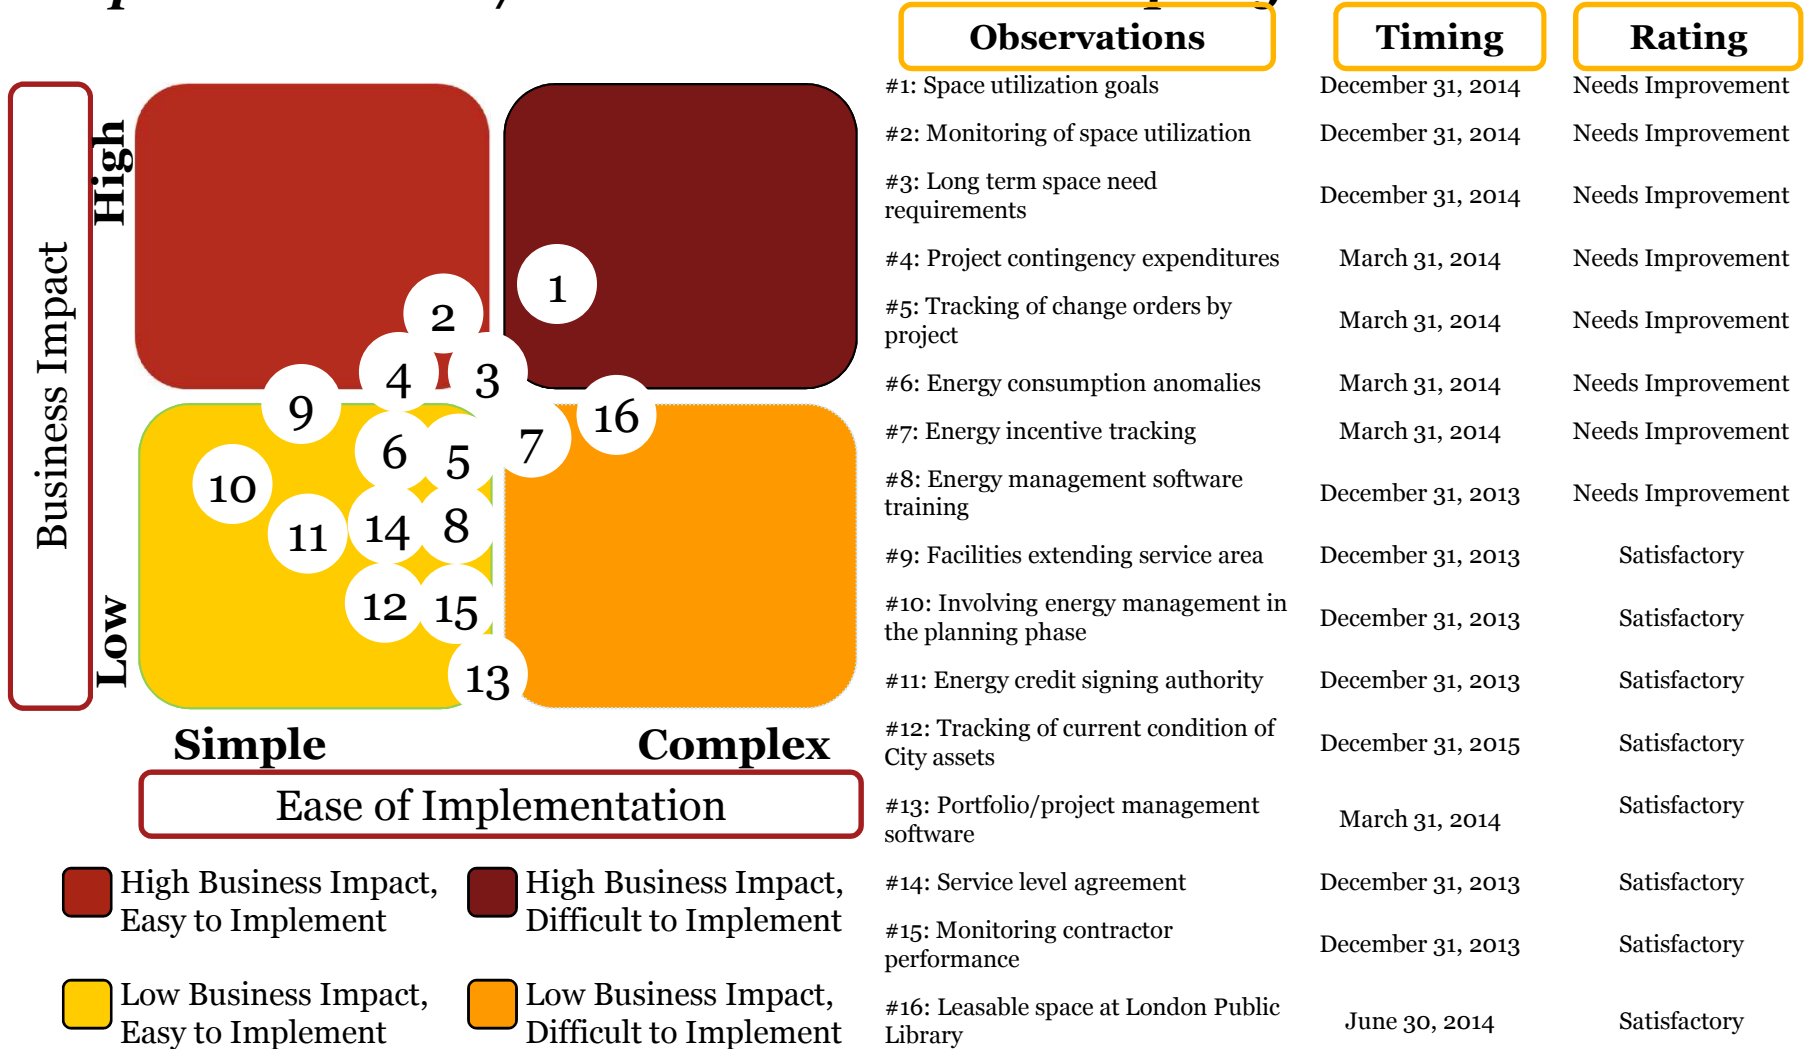 Observations Timing Rating
#1: Space utilization goals December 31, 2014 Needs Improvement
#2: Monitoring of space utilization December 31, 2014 Needs Improvement
#3: Long term space need
requirements December 31, 2014 Needs Improvement
#4: Project contingency expenditures March 31, 2014 Needs Improvement
#5: Tracking of change orders by
project March 31, 2014 Needs Improvement
#6: Energy consumption anomalies March 31, 2014 Needs Improvement
#7: Energy incentive tracking March 31, 2014 Needs Improvement
#8: Energy management software
training December 31, 2013 Needs Improvement
#9: Facilities extending service area December 31, 2013 Satisfactory
#10: Involving energy management in
the planning phase December 31, 2013 Satisfactory
#11: Energy credit signing authority December 31, 2013 Satisfactory
#12: Tracking of current condition of
City assets December 31, 2015 Satisfactory
#13: Portfolio/project management
software March 31, 2014 Satisfactory
#14: Service level agreement December 31, 2013 Satisfactory
#15: Monitoring contractor
performance December 31, 2013 Satisfactory
#16: Leasable space at London Public
Library June 30, 2014 Satisfactory
Business Impact
High
Low
1
2
4
3
9
16
7
6
5
10
11
14
8
12
15
13
Simple Complex
Ease of Implementation
High Business Impact,
Easy to Implement
High Business Impact,
Difficult to Implement
Low Business Impact,
Easy to Implement
Low Business Impact,
Difficult to Implement